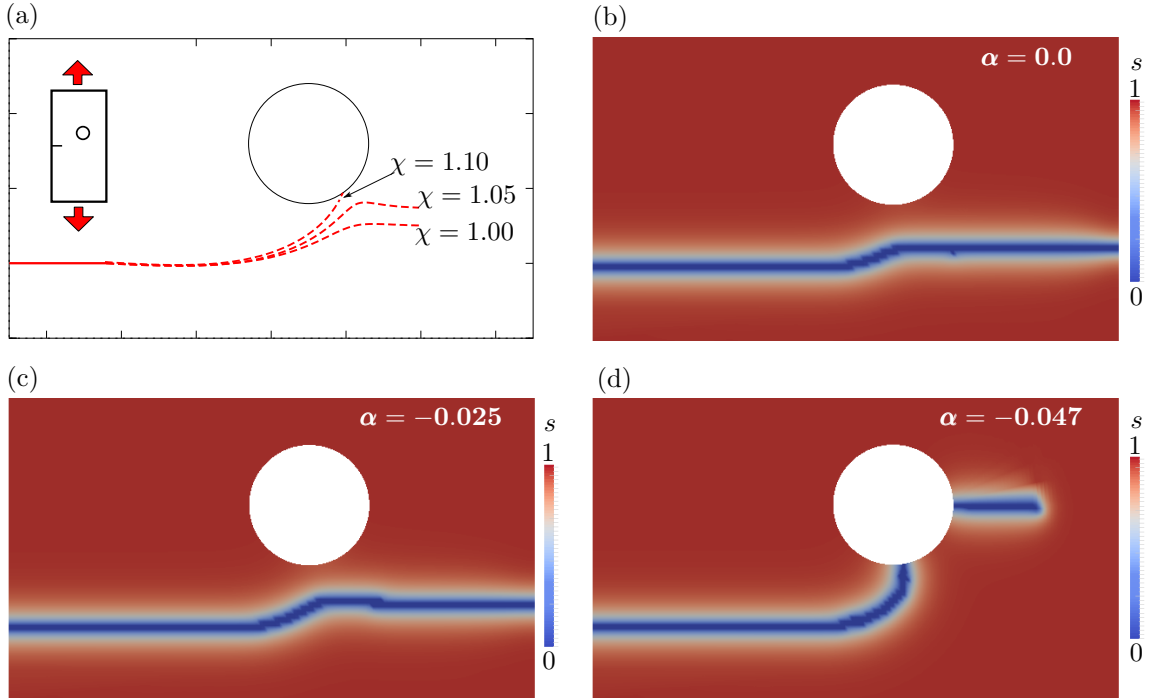 (a)
χ = 1.10
χ = 1.05
χ = 1.00
(b)
α = 0.0
s
1
0
(c)
α = −0.025
s
1
0
(d)
α = −0.047
s
1
0